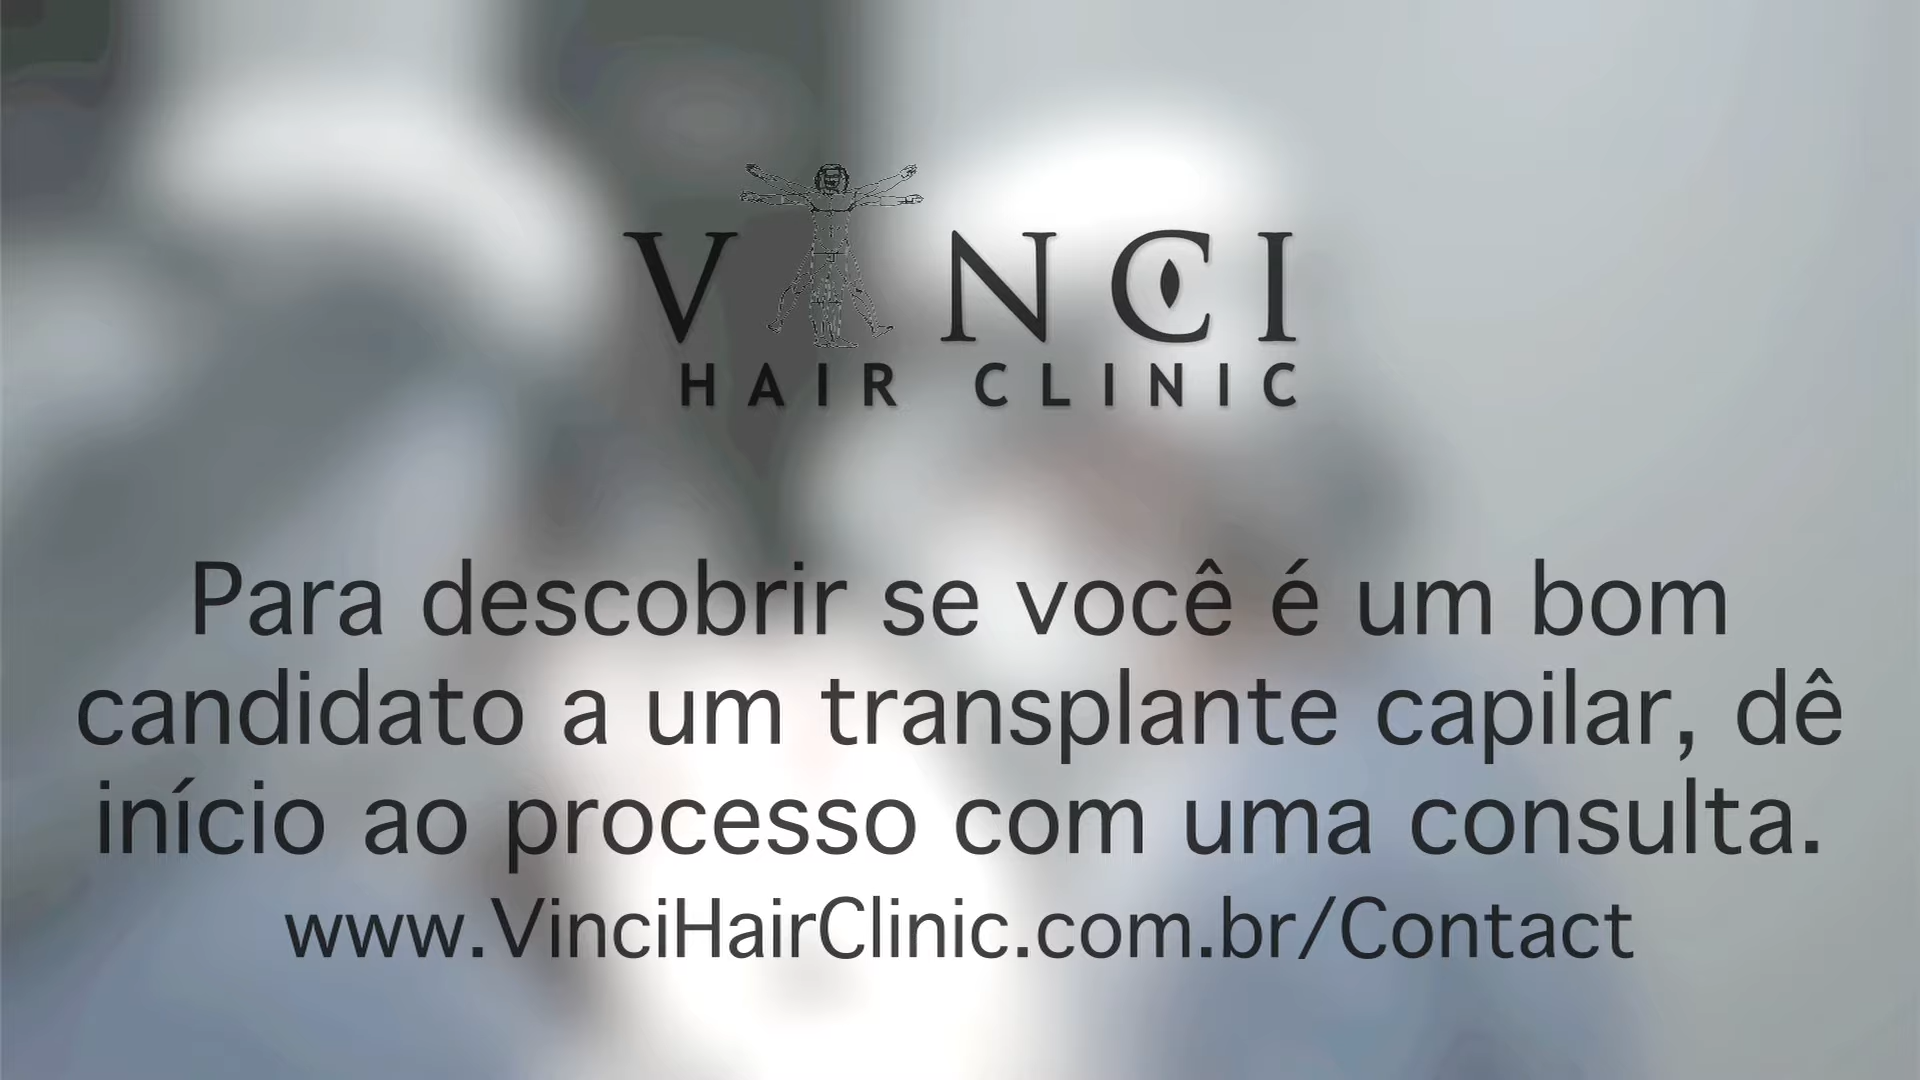 VINCI
HAIR CLINIC
Para descobrir se você é um bom
candidato a um transplante capilar, dê
início ao processo com uma consulta.
www.VinciHairClinic.com.br/Contact